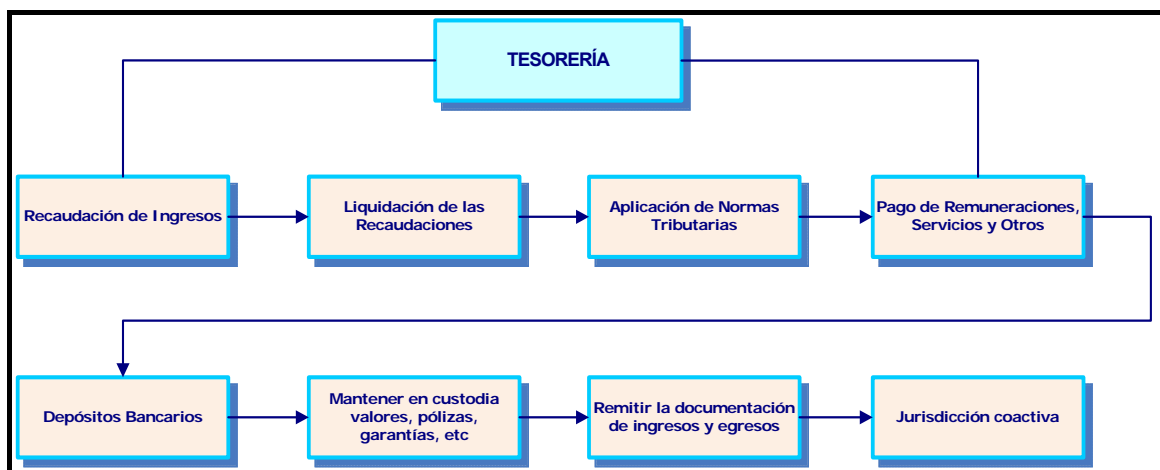 TESORERÍA
Recaudación de Ingresos
Liquidación de las
Recaudaciones
Aplicación de Normas
Tributarias
Pago de Remuneraciones,
Servicios y Otros
Depósitos Bancarios
Mantener en custodia
valores, pólizas,
garantías, etc
Remitir la documentación
de ingresos y egresos
Jurisdicción coactiva